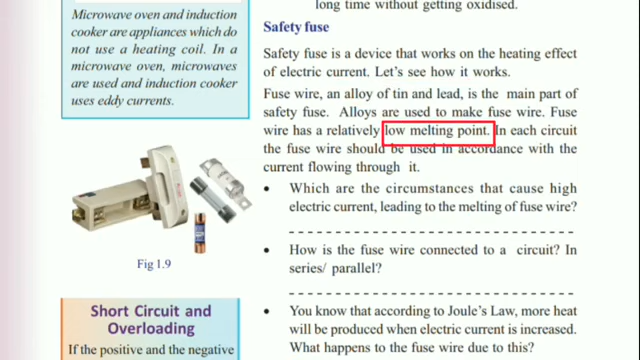 Microwave oven and induction
cooker are appliances which do
not use a heating coil. In a
microwave oven, microwaves
are used and induction cooker
uses eddy currents.
Fig 1.9
Short Circuit and
Overloading
If the positive and the negative
long time without getting oxidised.
Safety fuse
Safety fuse is a device that works on the heating effect
of electric current. Let's see how it works.
Fuse wire, an alloy of tin and lead, is the main part of
safety fuse. Alloys are used to make fuse wire. Fuse
wire has a relatively low melting point. In each circuit
the fuse wire should be used in accordance with the
current flowing through it.
• Which are the circumstances that cause high
electric current, leading to the melting of fuse wire?
• How is the fuse wire connected to a circuit? In
series/ parallel?
• You know that according to Joule's Law, more heat
will be produced when electric current is increased.
What happens to the fuse wire due to this?